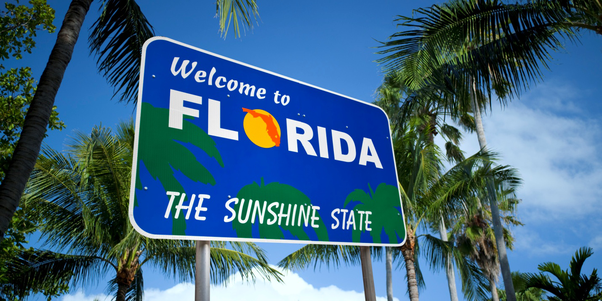 Welcome to
FLORIDA
THE SUNSHINE STATE